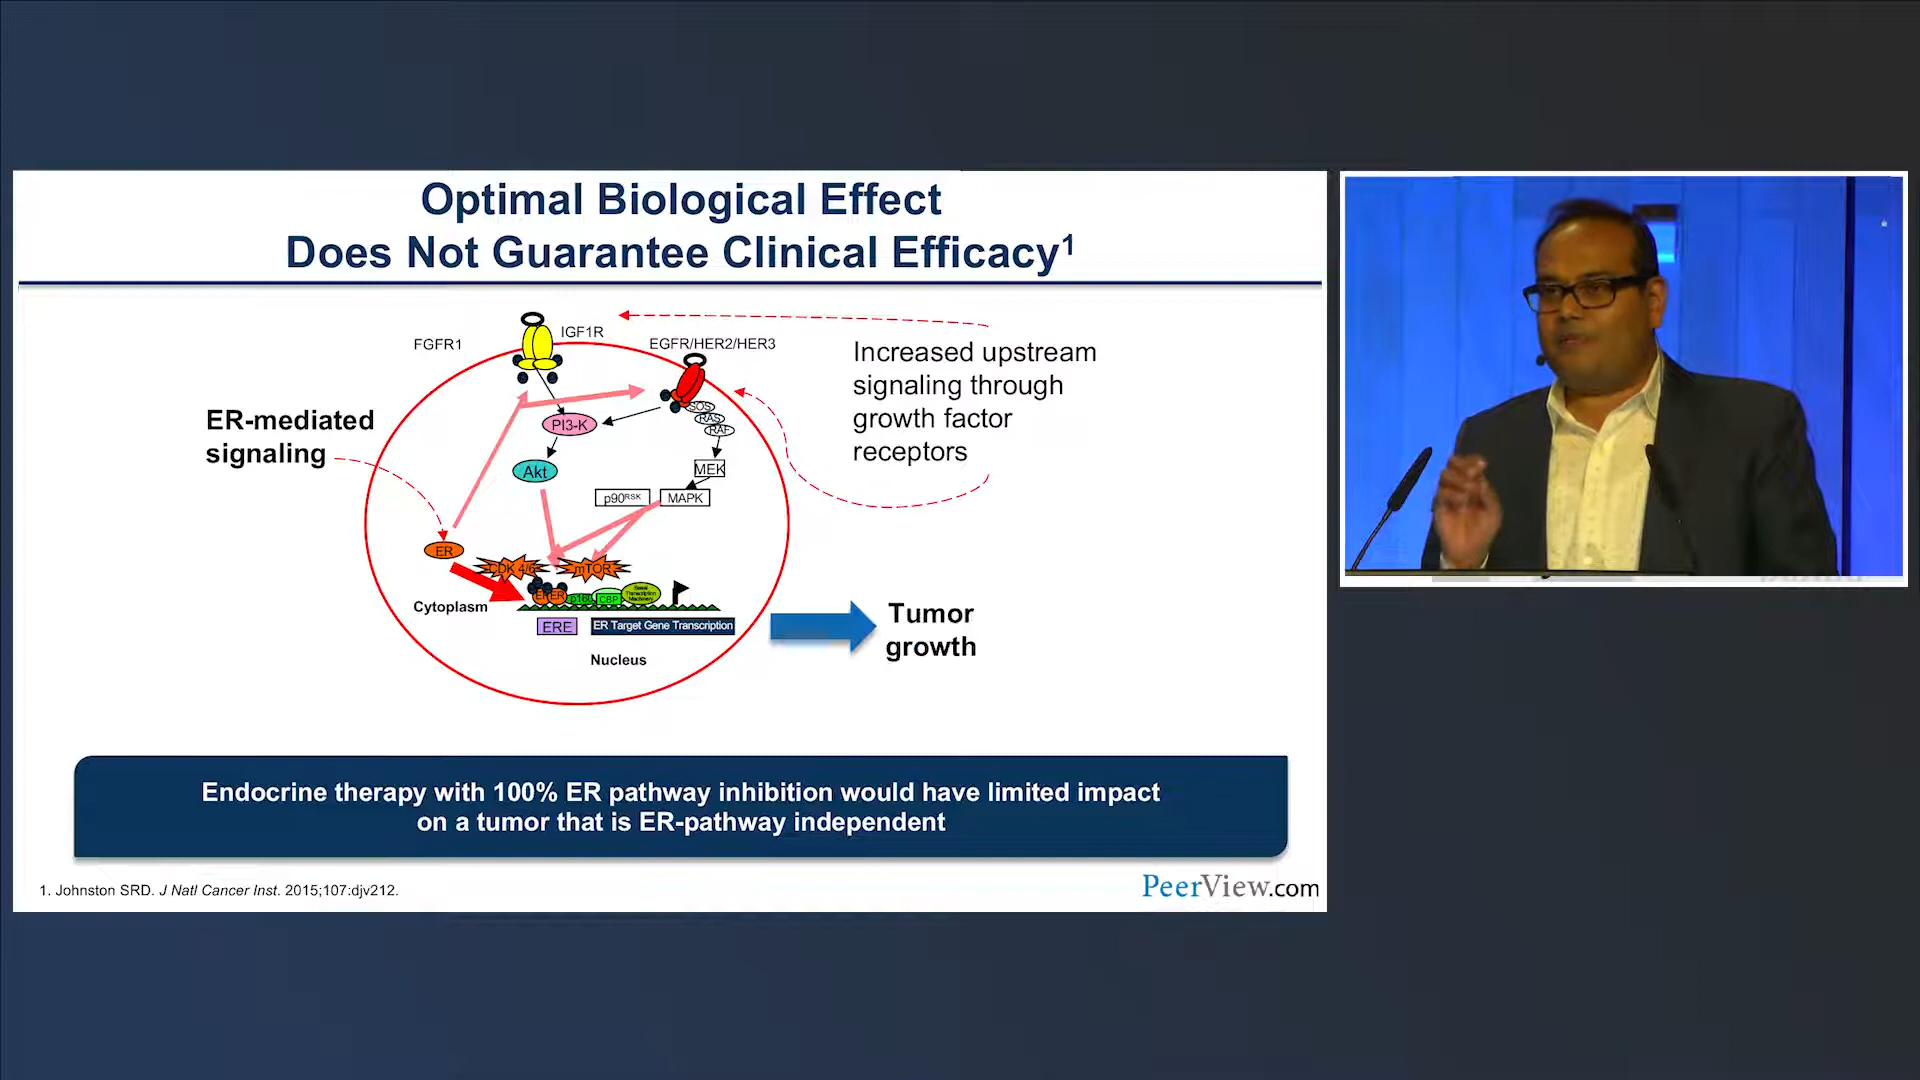 Optimal Biological Effect
Does Not Guarantee Clinical Efficacy1
FGFR1
IGF1R
EGFR/HER2/HER3
Increased upstream
signaling through
growth factor
receptors
ER-mediated
signaling
SOS
RAS
RAF
PI3-K
Akt
MEK
p90RSK
MAPK
ER
CDK 4/6
mTOR
ER
ER
p160
CBP
Basal
Transcription
Machinery
Cytoplasm
ERE
ER Target Gene Transcription
Nucleus
Tumor
growth
Endocrine therapy with 100% ER pathway inhibition would have limited impact
on a tumor that is ER-pathway independent
1. Johnston SRD. J Natl Cancer Inst. 2015;107:djv212.
PeerView.com